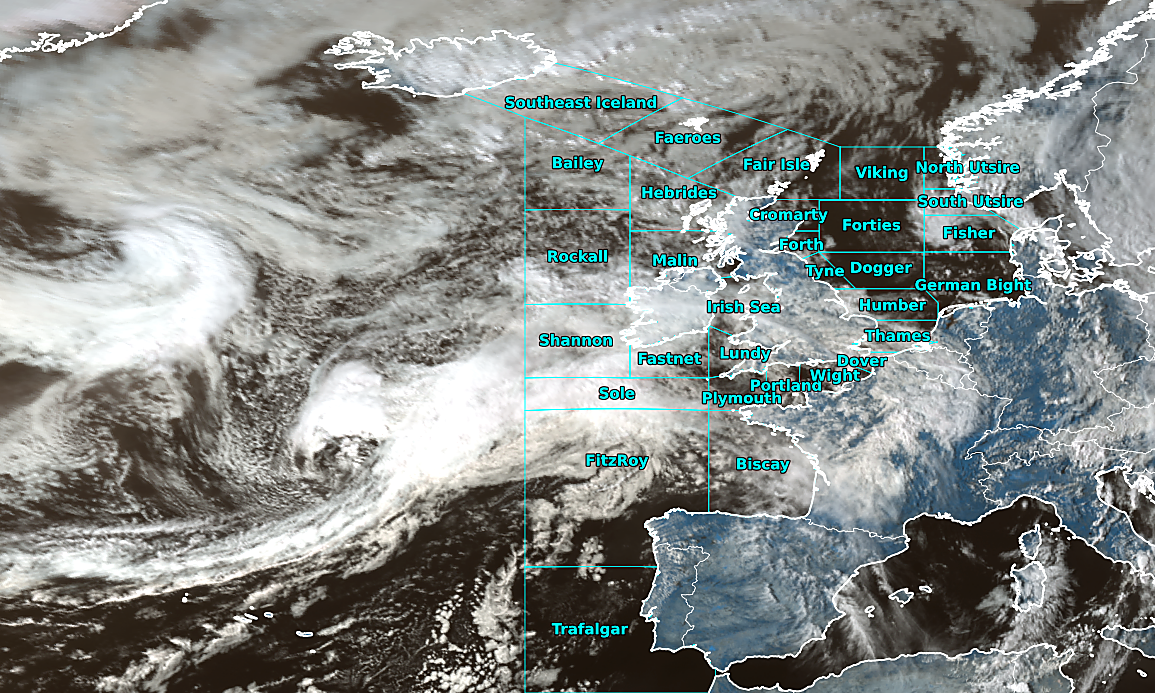 Southeast Iceland
Faeroes
Bailey
Fair Isle
North Utsire
Viking
Hebrides
South Utsire
Cromarty
Forties
Fisher
Forth
Rockall
Malin
Tyne
Dogger
German Bight
Irish Sea
Humber
Thames
Shannon
Fastnet
Lundy
Dover
Wight
Portland
Sole
Plymouth
FitzRoy
Biscay
Trafalgar